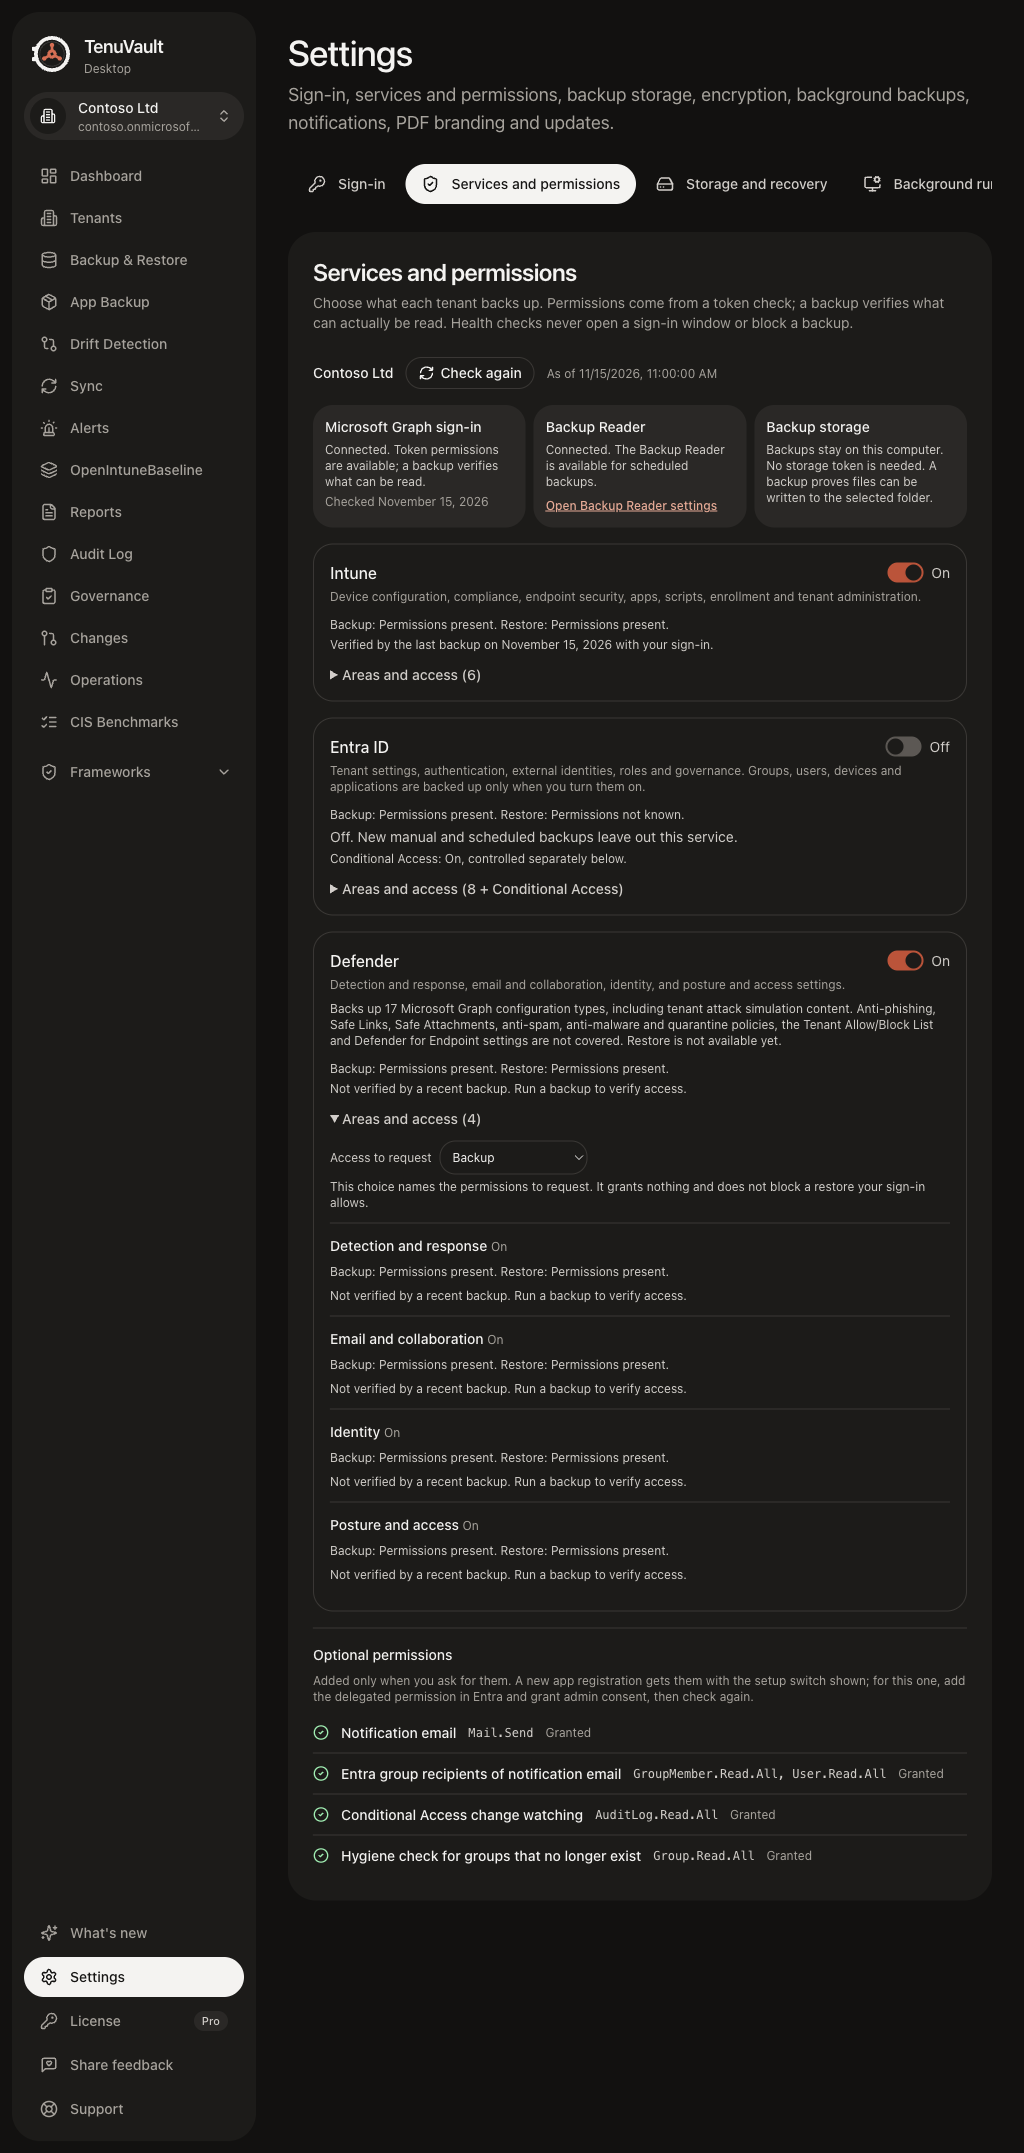 TenuVault
Desktop
Contoso Ltd
contoso.onmicrosof...
Dashboard
Tenants
Backup & Restore
App Backup
Drift Detection
Sync
Alerts
OpenIntuneBaseline
Reports
Audit Log
Governance
Changes
Operations
CIS Benchmarks
Frameworks
What's new
Settings
License
Pro
Share feedback
Support
Settings
Sign-in, services and permissions, backup storage, encryption, background backups,
notifications, PDF branding and updates.
Sign-in
Services and permissions
Storage and recovery
Background ru
Services and permissions
Choose what each tenant backs up. Permissions come from a token check; a backup verifies what
can actually be read. Health checks never open a sign-in window or block a backup.
Contoso Ltd
Check again
As of 11/15/2026, 11:00:00 AM
Microsoft Graph sign-in
Connected. Token permissions
are available; a backup verifies
what can be read.
Checked November 15, 2026
Backup Reader
Connected. The Backup Reader
is available for scheduled
backups.
Open Backup Reader settings
Backup storage
Backups stay on this computer.
No storage token is needed. A
backup proves files can be
written to the selected folder.
Intune
On
Device configuration, compliance, endpoint security, apps, scripts, enrollment and tenant administration.
Backup: Permissions present. Restore: Permissions present.
Verified by the last backup on November 15, 2026 with your sign-in.
Areas and access (6)
Entra ID
Off
Tenant settings, authentication, external identities, roles and governance. Groups, users, devices and
applications are backed up only when you turn them on.
Backup: Permissions present. Restore: Permissions not known.
Off. New manual and scheduled backups leave out this service.
Conditional Access: On, controlled separately below.
Areas and access (8 + Conditional Access)
Defender
On
Detection and response, email and collaboration, identity, and posture and access settings.
Backs up 17 Microsoft Graph configuration types, including tenant attack simulation content. Anti-phishing,
Safe Links, Safe Attachments, anti-spam, anti-malware and quarantine policies, the Tenant Allow/Block List
and Defender for Endpoint settings are not covered. Restore is not available yet.
Backup: Permissions present. Restore: Permissions present.
Not verified by a recent backup. Run a backup to verify access.
Areas and access (4)
Access to request
Backup
This choice names the permissions to request. It grants nothing and does not block a restore your sign-in
allows.
Detection and response On
Backup: Permissions present. Restore: Permissions present.
Not verified by a recent backup. Run a backup to verify access.
Email and collaboration On
Backup: Permissions present. Restore: Permissions present.
Not verified by a recent backup. Run a backup to verify access.
Identity On
Backup: Permissions present. Restore: Permissions present.
Not verified by a recent backup. Run a backup to verify access.
Posture and access On
Backup: Permissions present. Restore: Permissions present.
Not verified by a recent backup. Run a backup to verify access.
Optional permissions
Added only when you ask for them. A new app registration gets them with the setup switch shown; for this one, add
the delegated permission in Entra and grant admin consent, then check again.
Notification email Mail.Send Granted
Entra group recipients of notification email GroupMember.Read.All, User.Read.All Granted
Conditional Access change watching AuditLog.Read.All Granted
Hygiene check for groups that no longer exist Group.Read.All Granted